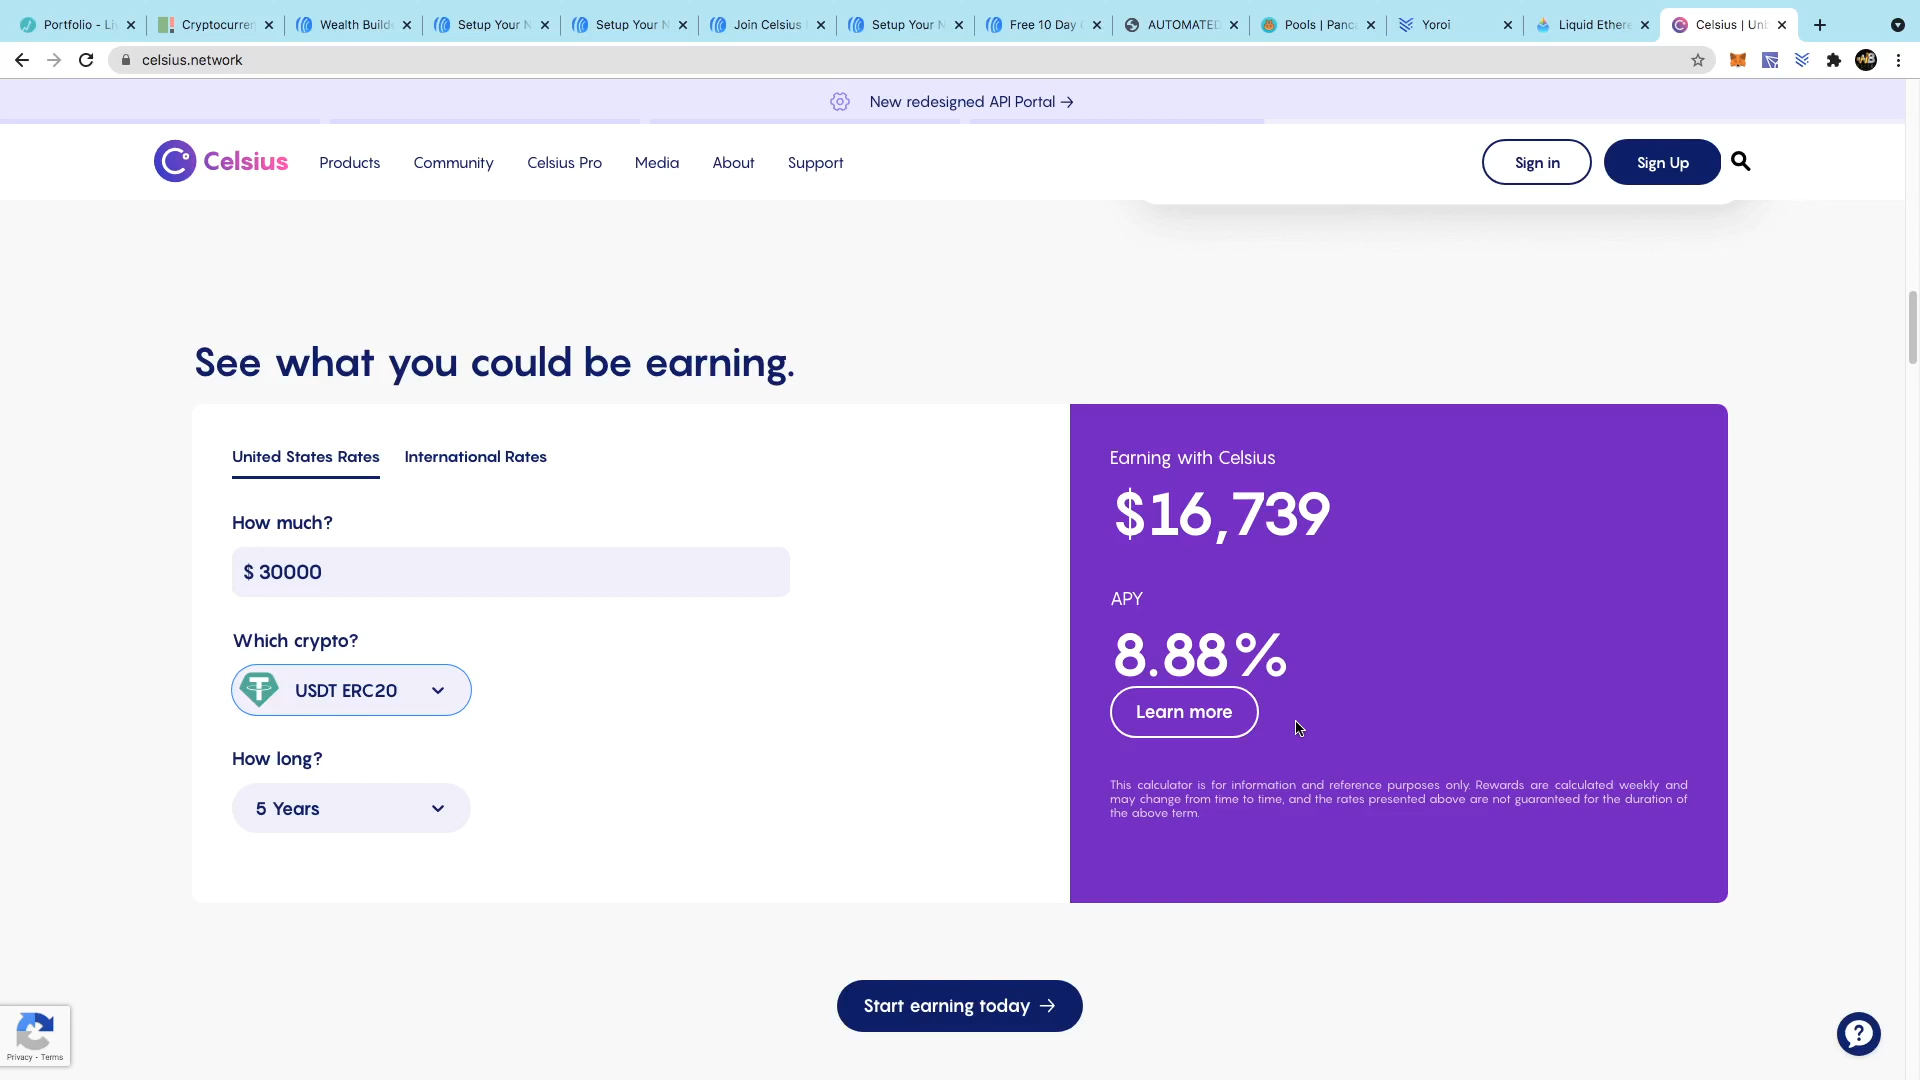 Portfolio - Li
Cryptocurre
Wealth Build
Setup Your N
Setup Your N
Join Celsius
Setup Your N
Free 10 Day
AUTOMATED
Pools | Panc
Yoroi
Liquid Ether
Celsius | Un
celsius.network
New redesigned API Portal →
Celsius
Products
Community
Celsius Pro
Media
About
Support
Sign in
Sign Up
See what you could be earning.
United States Rates
International Rates
How much?
$ 30000
Which crypto?
USDT ERC20
How long?
5 Years
Earning with Celsius
$16,739
APY
8.88%
Learn more
This calculator is for information and reference purposes only. Rewards are calculated weekly and
may change from time to time, and the rates presented above are not guaranteed for the duration of
the above term.
Start earning today →
Privacy - Terms